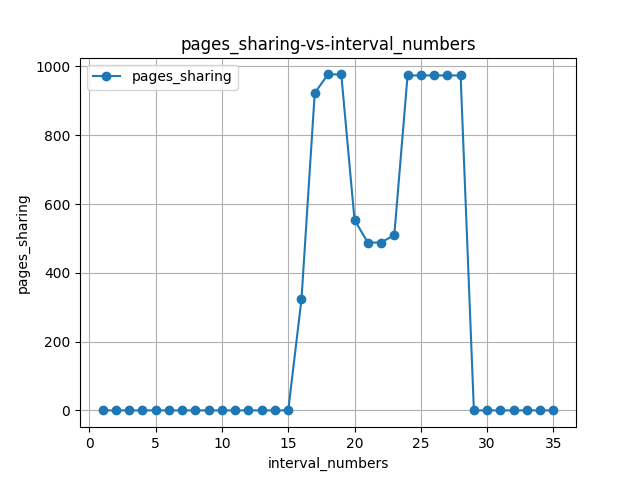 pages_sharing-vs-interval_numbers
pages_sharing
1000
800
600
400
200
0
pages_sharing
0 5 10 15 20 25 30 35
interval_numbers